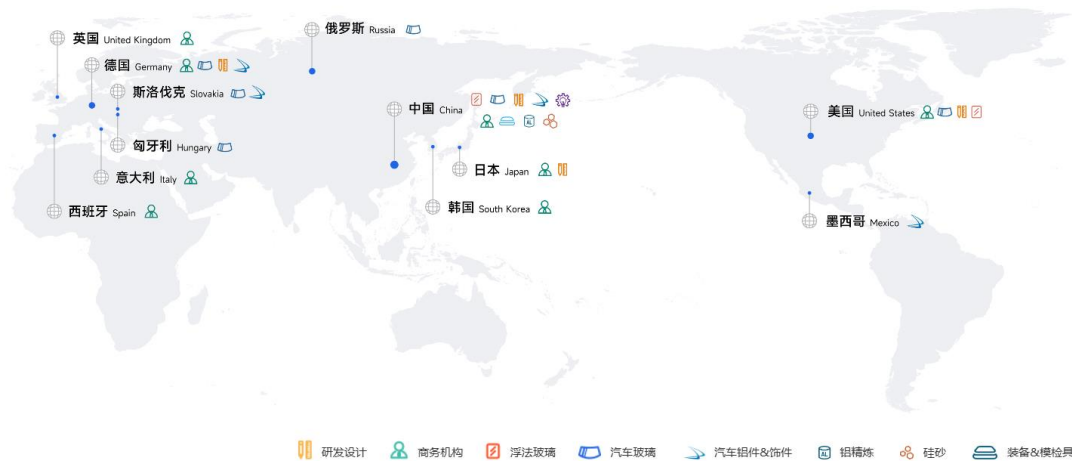 英国 United Kingdom
俄罗斯 Russia
德国 Germany
斯洛伐克 Slovakia
中国 China
美国 United States
匈牙利 Hungary
意大利 Italy
日本 Japan
西班牙 Spain
韩国 South Korea
墨西哥 Mexico
研发设计 商务机构 浮法玻璃 汽车玻璃 汽车铝件&饰件 AL 铝精炼 硅砂 装备&模检具